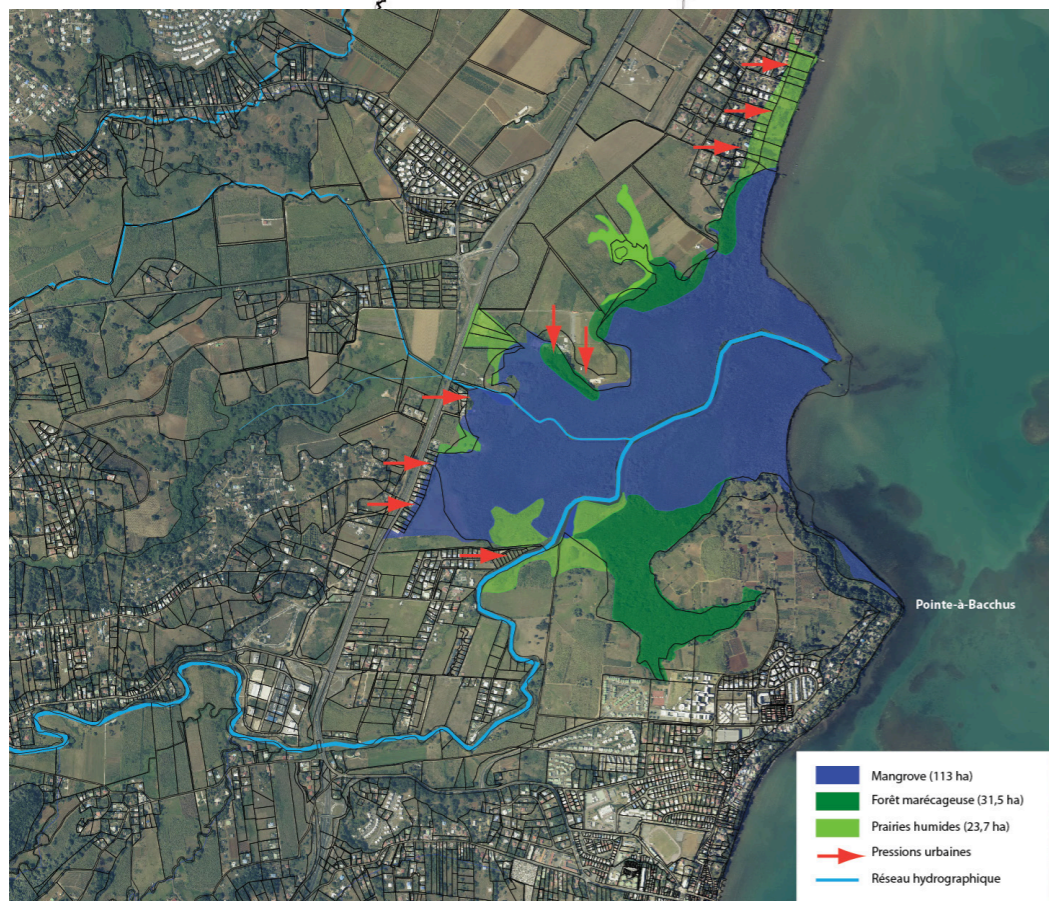 Pointe-à-Bacchus
Mangrove (113 ha)
Forêt marécageuse (31,5 ha)
Prairies humides (23,7 ha)
Pressions urbaines
Réseau hydrographique